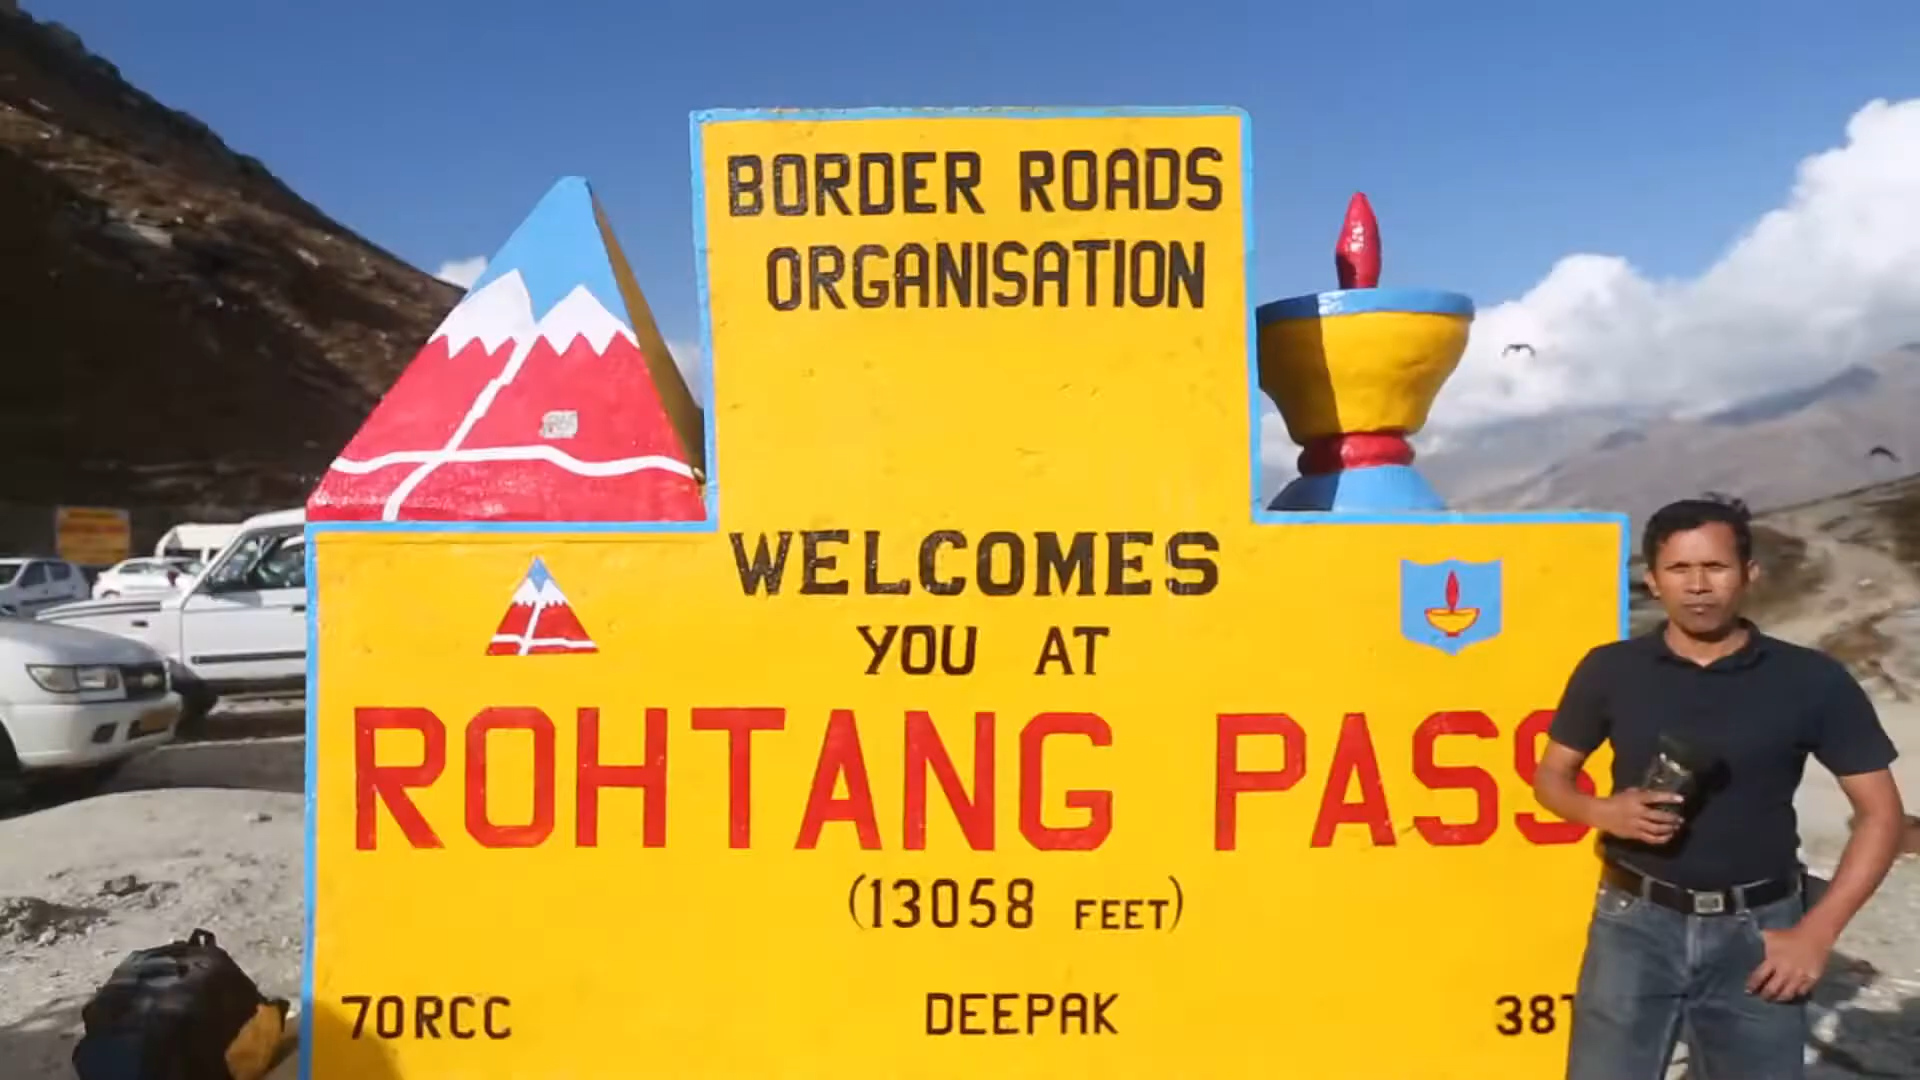 BORDER ROADS
ORGANISATION
WELCOMES
YOU AT
ROHTANG PASS
(13058 FEET)
70RCC DEEPAK